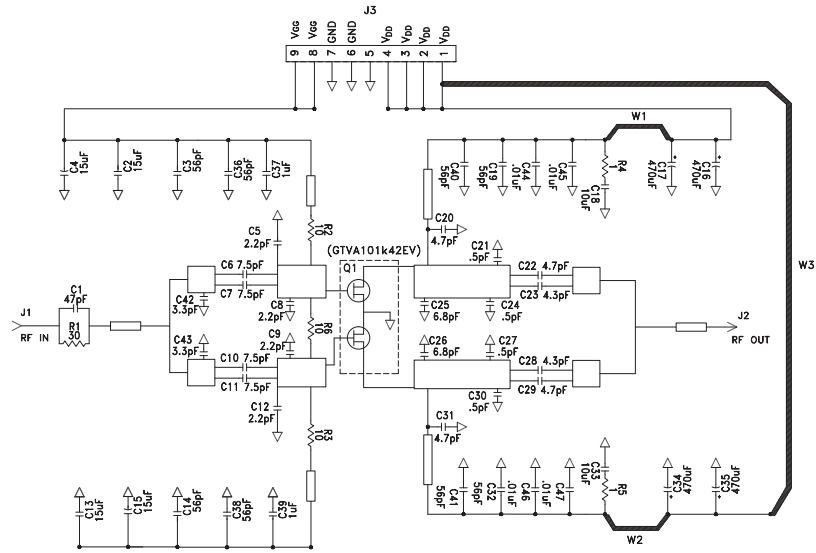 J3
9 VGG
8 VGG
7 GND
6 GND
5
4 VDD
3 VDD
2 VDD
1 VDD
W1
C4
15uF
C2
15uF
C3
56pF
C36
56pF
C37
1uF
C40
56pF
C19
56pF
C44
.01uF
C45
.01uF
R4
1
C18
10uF
C17
470uF
C16
470uF
R2
10
C5
2.2pF
C20
4.7pF
(GTVA101k42EV)
Q1
C21
.5pF
C6 7.5pF
C7 7.5pF
C22 4.7pF
C23 4.3pF
W3
C42
3.3pF
C8
2.2pF
C25
6.8pF
C24
.5pF
J1
RF IN
C1
47pF
R1
30
R6
10
J2
RF OUT
C43
3.3pF
C9
2.2pF
C26
6.8pF
C27
.5pF
C10 7.5pF
C11 7.5pF
C28 4.3pF
C29 4.7pF
C12
2.2pF
C30
.5pF
R3
10
C31
4.7pF
C13
15uF
C15
15uF
C14
56pF
C38
56pF
C39
1uF
C41
56pF
C32
56pF
C46
.01uF
C47
.01uF
C33
10uF
R5
1
C34
470uF
C35
470uF
W2